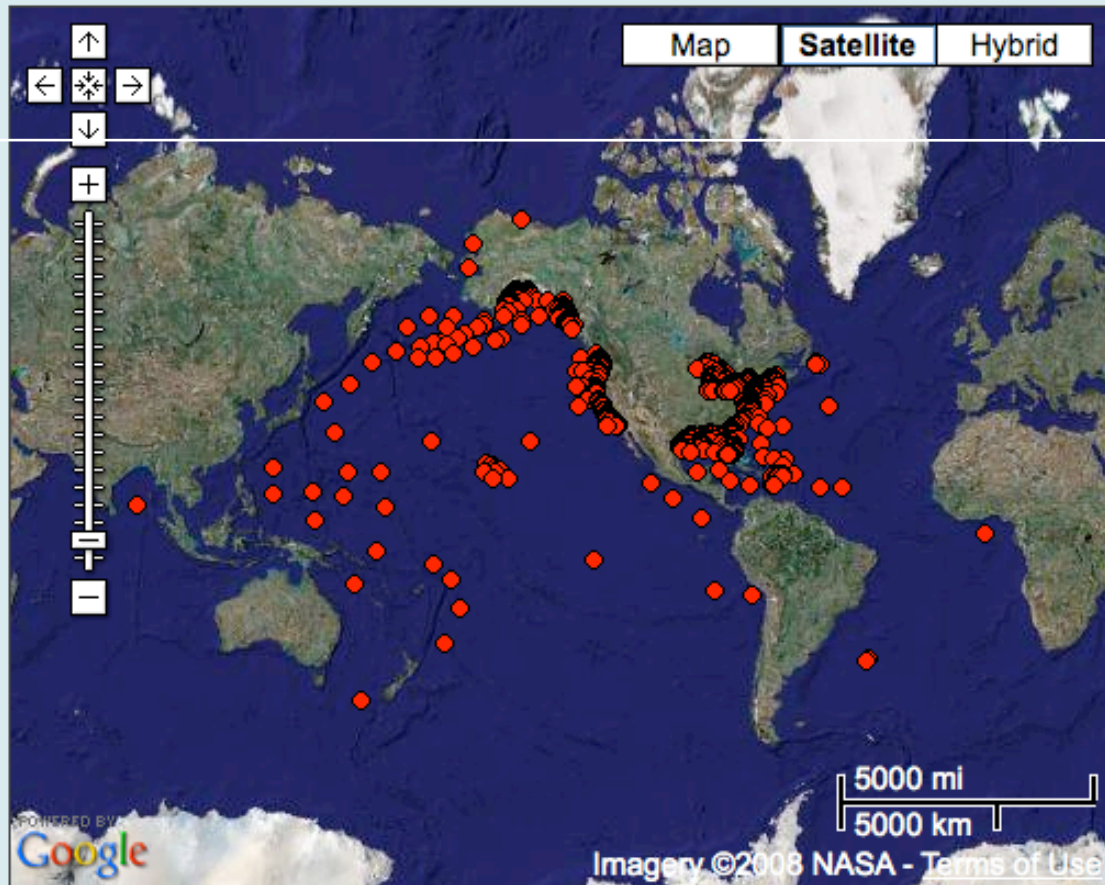 Map Satellite Hybrid
5000 mi
5000 km
POWERED BY
Google
Imagery ©2008 NASA - Terms of Use